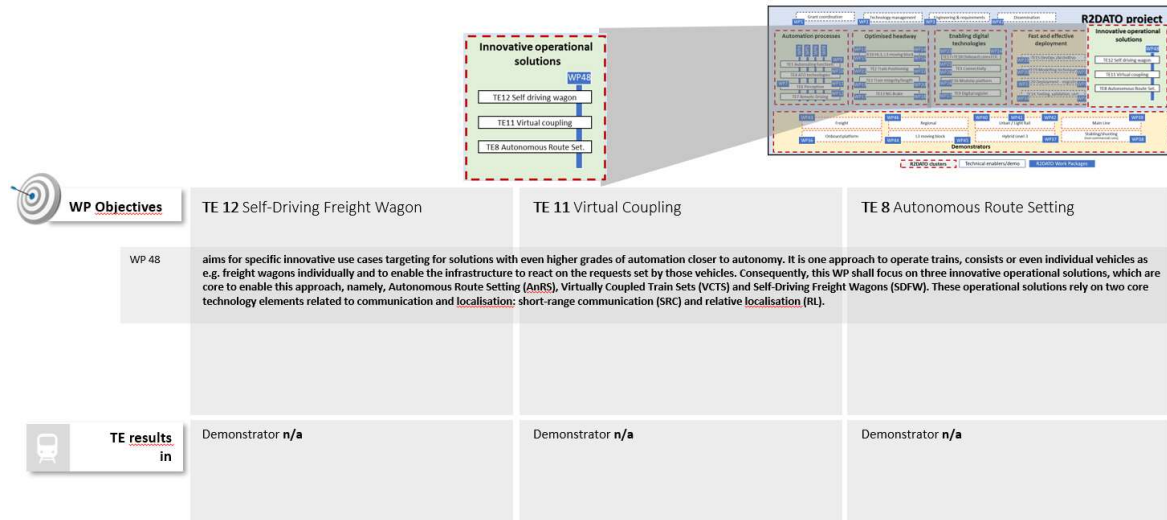 R2DATO project
Grant coordination
Technology management
Engineering & requirements
Dissemination
Automation processes
Optimised headway
Enabling digital technologies
Fast and effective deployment
Innovative operational solutions
WP48
TE12 Self driving wagon
TE11 Virtual coupling
TE8 Autonomous Route Set.
Freight
Regional
Urban / Light Rail
Main Line
Onboard platform
L3 moving block
Hybrid Level 3
Demonstrators
R2DATO clusters
Technical enablers/demo
R2DATO Work Packages
Innovative operational
solutions
WP48
TE12 Self driving wagon
TE11 Virtual coupling
TE8 Autonomous Route Set.
WP Objectives
TE 12 Self-Driving Freight Wagon
TE 11 Virtual Coupling
TE 8 Autonomous Route Setting
WP 48
aims for specific innovative use cases targeting for solutions with even higher grades of automation closer to autonomy. It is one approach to operate trains, consists or even individual vehicles as
e.g. freight wagons individually and to enable the infrastructure to react on the requests set by those vehicles. Consequently, this WP shall focus on three innovative operational solutions, which are
core to enable this approach, namely, Autonomous Route Setting (AnRS), Virtually Coupled Train Sets (VCTS) and Self-Driving Freight Wagons (SDFW). These operational solutions rely on two core
technology elements related to communication and localisation: short-range communication (SRC) and relative localisation (RL).
TE results
in
Demonstrator n/a
Demonstrator n/a
Demonstrator n/a